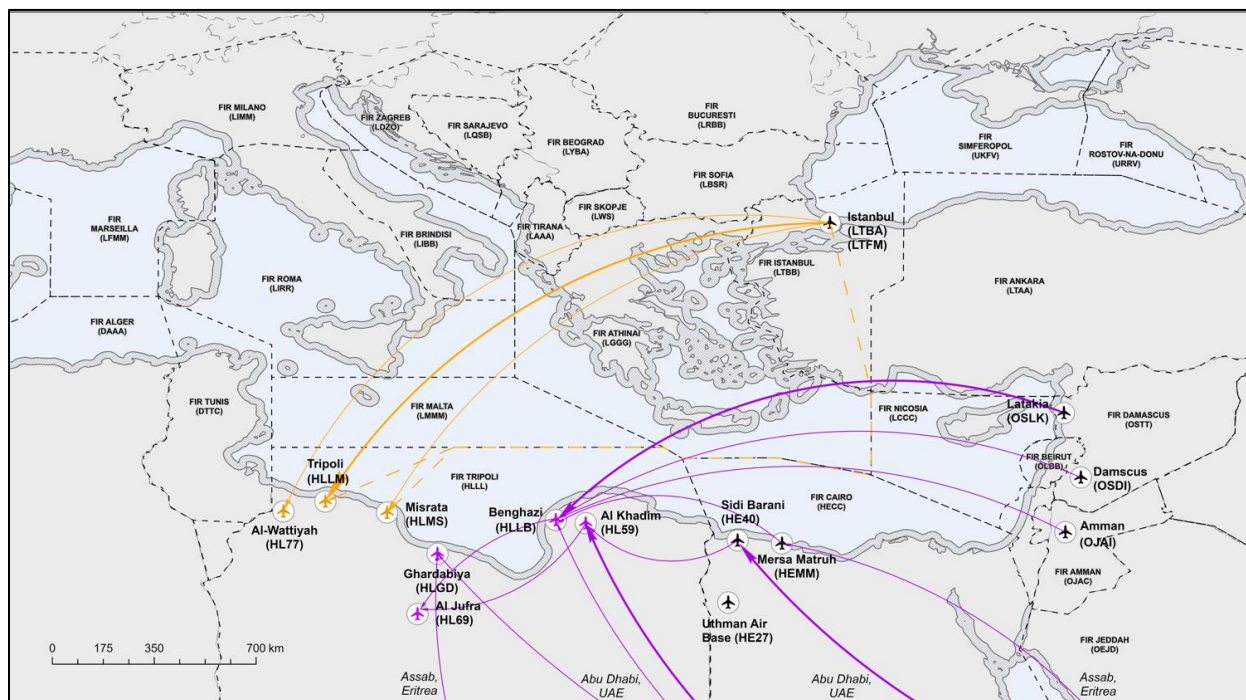 FIR MILANO
(LIMM)
FIR ZAGREB
(LDZO)
FIR SARAJEVO
(LQSB)
FIR BEOGRAD
(LYBA)
FIR
BUCURESTI
(LRBB)
FIR
SIMFEROPOL
(UKFV)
FIR
ROSTOV-NA-DONU
(URRV)
FIR SOFIA
(LBSR)
FIR SKOPJE
(LWS)
FIR
MARSEILLA
(LFMM)
FIR BRINDISI
(LIBB)
FIR TIRANA
(LAAA)
Istanbul
(LTBA)
(LTFM)
FIR ISTANBUL
(LTBB)
FIR ROMA
(LIRR)
FIR ANKARA
(LTAA)
FIR ALGER
(DAAA)
FIR ATHINAI
(LGGG)
FIR TUNIS
(DTTC)
FIR MALTA
(LMMM)
FIR NICOSIA
(LCCC)
Latakia
(OSLK)
FIR DAMASCUS
(OSTT)
FIR BEIRUT
(OLBB)
Damscus
(OSDI)
Tripoli
(HLLM)
FIR TRIPOLI
(HLLL)
FIR CAIRO
(HECC)
Al-Wattiyah
(HL77)
Misrata
(HLMS)
Benghazi
(HLLB)
Al Khadim
(HL59)
Sidi Barani
(HE40)
Mersa Matruh
(HEMM)
Amman
(OJAI)
FIR AMMAN
(OJAC)
Ghardabiya
(HLGD)
Al Jufra
(HL69)
Uthman Air
Base (HE27)
FIR JEDDAH
(OEJD)
0 175 350 700 km
Assab,
Eritrea
Abu Dhabi,
UAE
Abu Dhabi,
UAE
Assab,
Eritrea